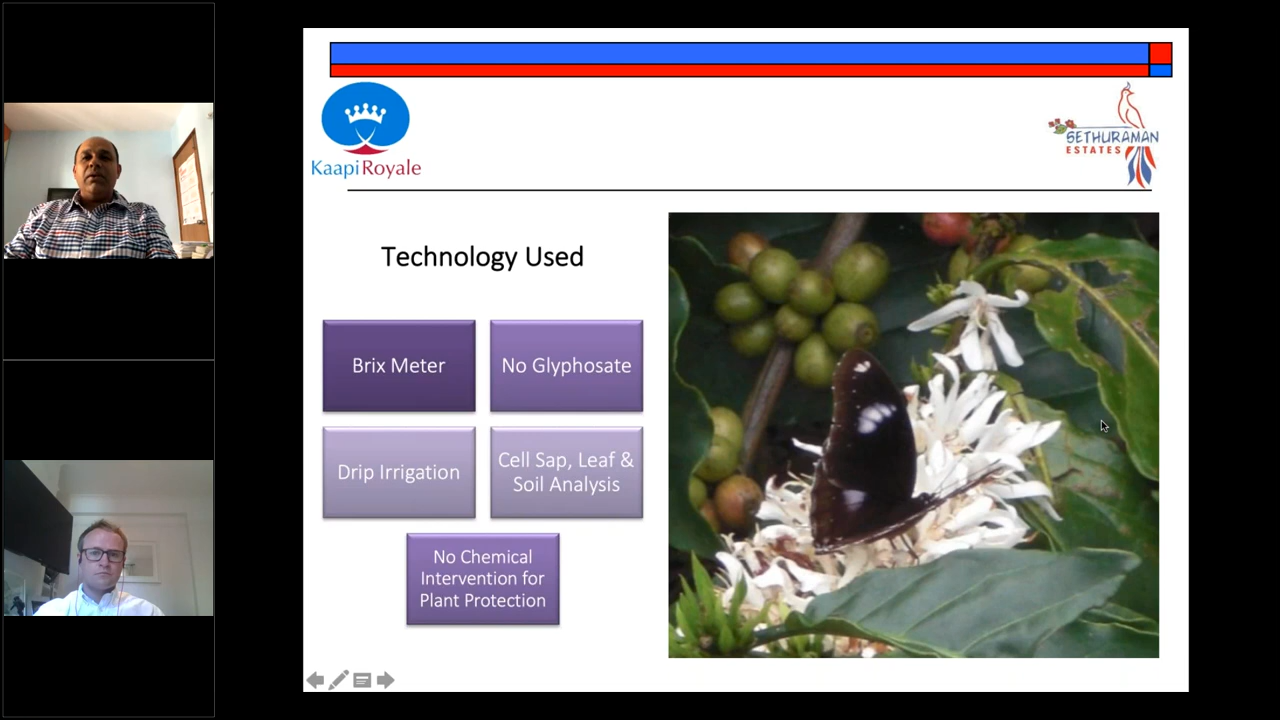 KaapiRoyale
SETHURAMAN
ESTATES
Technology Used
Brix Meter
No Glyphosate
Drip Irrigation
Cell Sap, Leaf &
Soil Analysis
No Chemical
Intervention for
Plant Protection